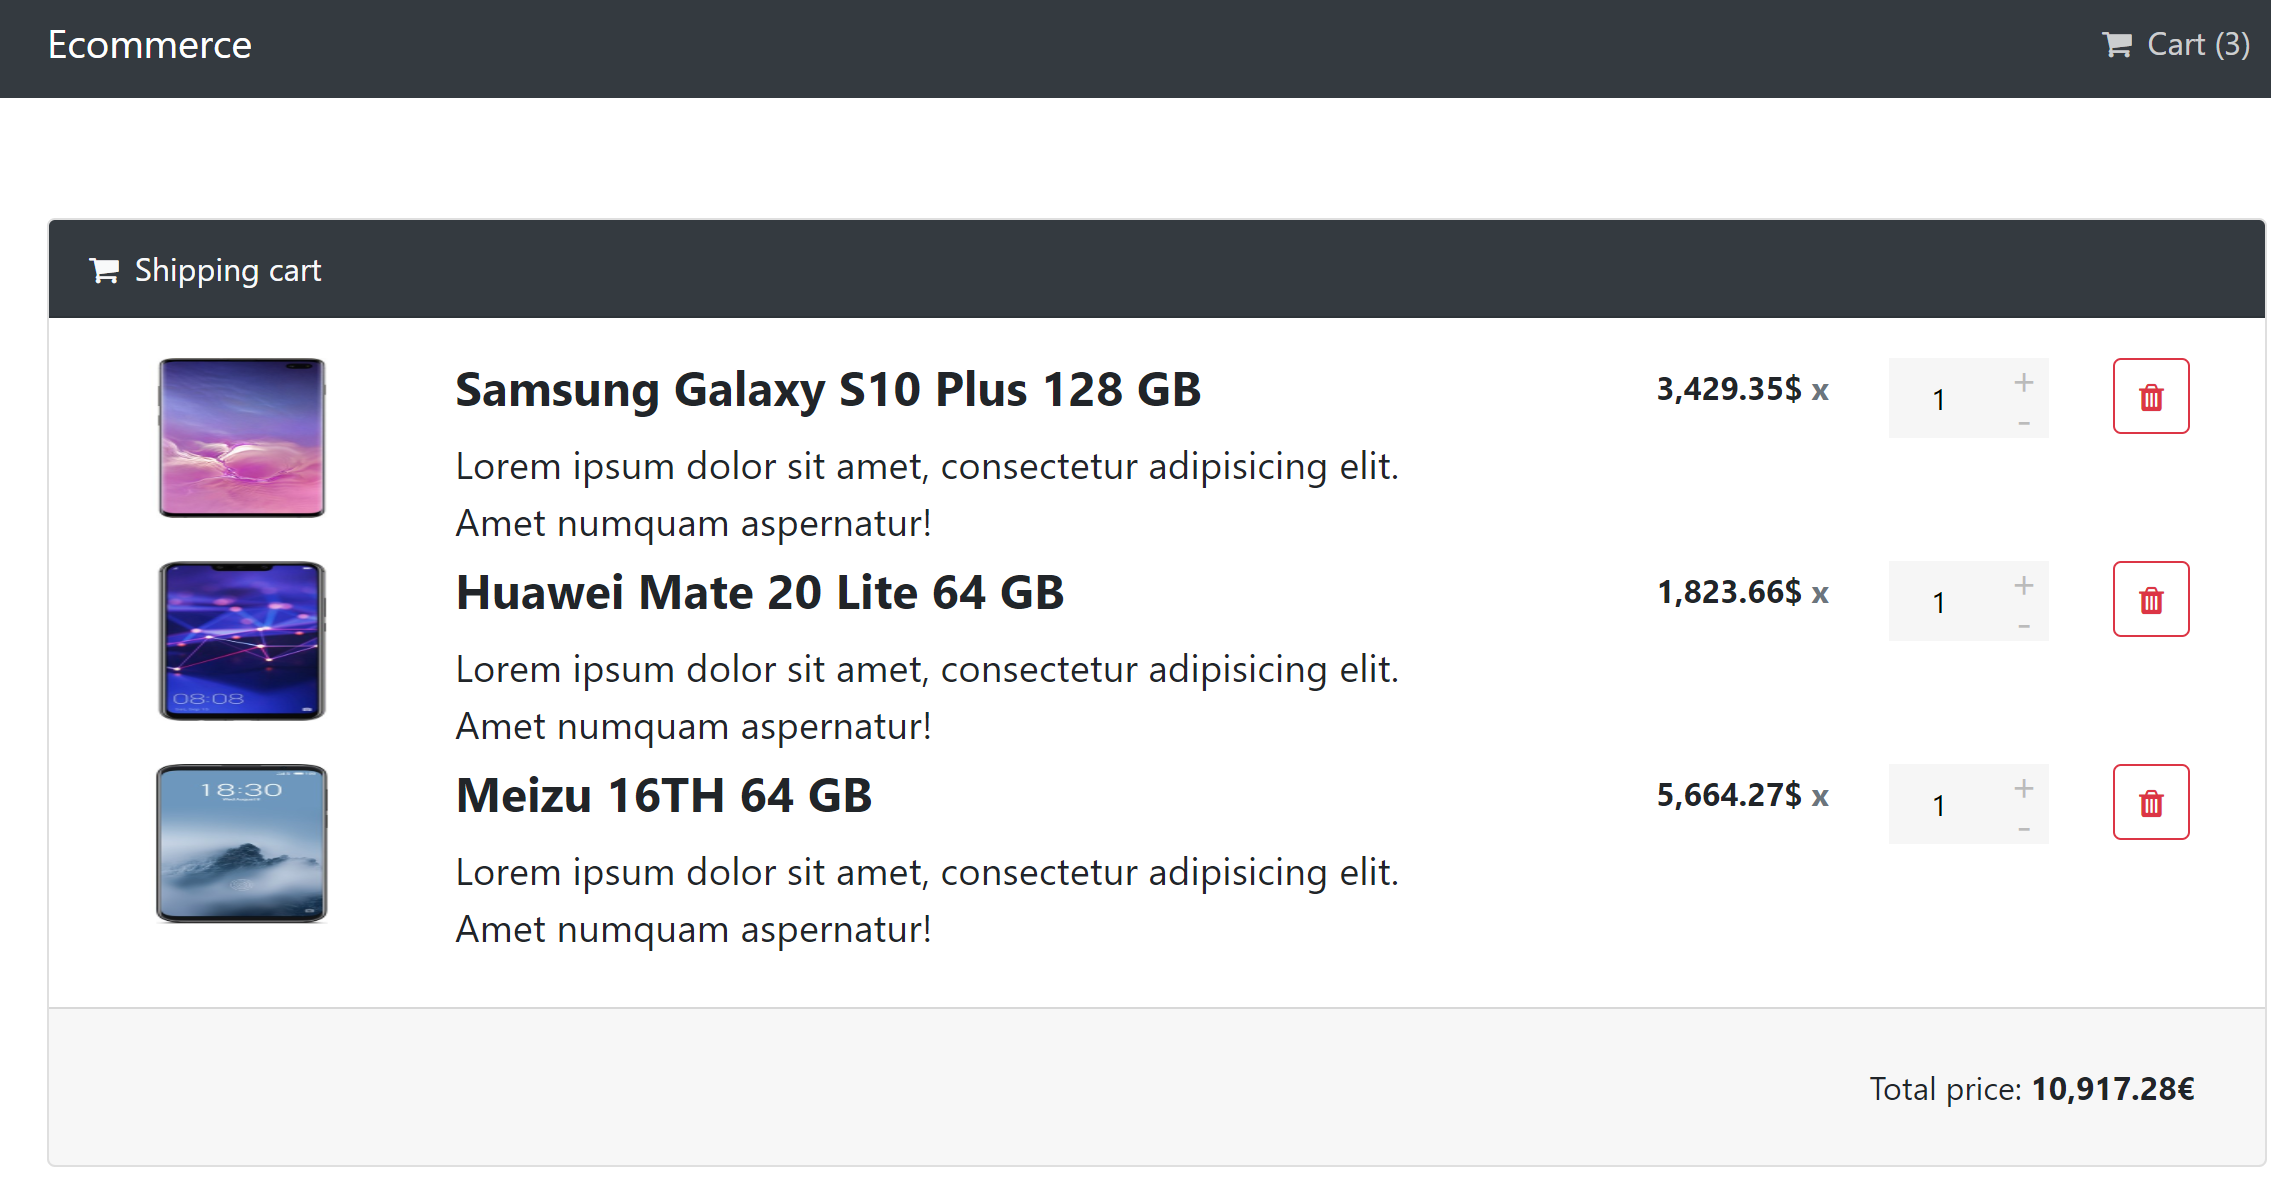 Ecommerce
Cart (3)
Shipping cart
Samsung Galaxy S10 Plus 128 GB
3,429.35$ x
1
+
-
Lorem ipsum dolor sit amet, consectetur adipisicing elit.
Amet numquam aspernatur!
Huawei Mate 20 Lite 64 GB
1,823.66$ x
1
+
-
Lorem ipsum dolor sit amet, consectetur adipisicing elit.
Amet numquam aspernatur!
08:08
Meizu 16TH 64 GB
5,664.27$ x
1
+
-
18:30
Lorem ipsum dolor sit amet, consectetur adipisicing elit.
Amet numquam aspernatur!
Total price: 10,917.28€